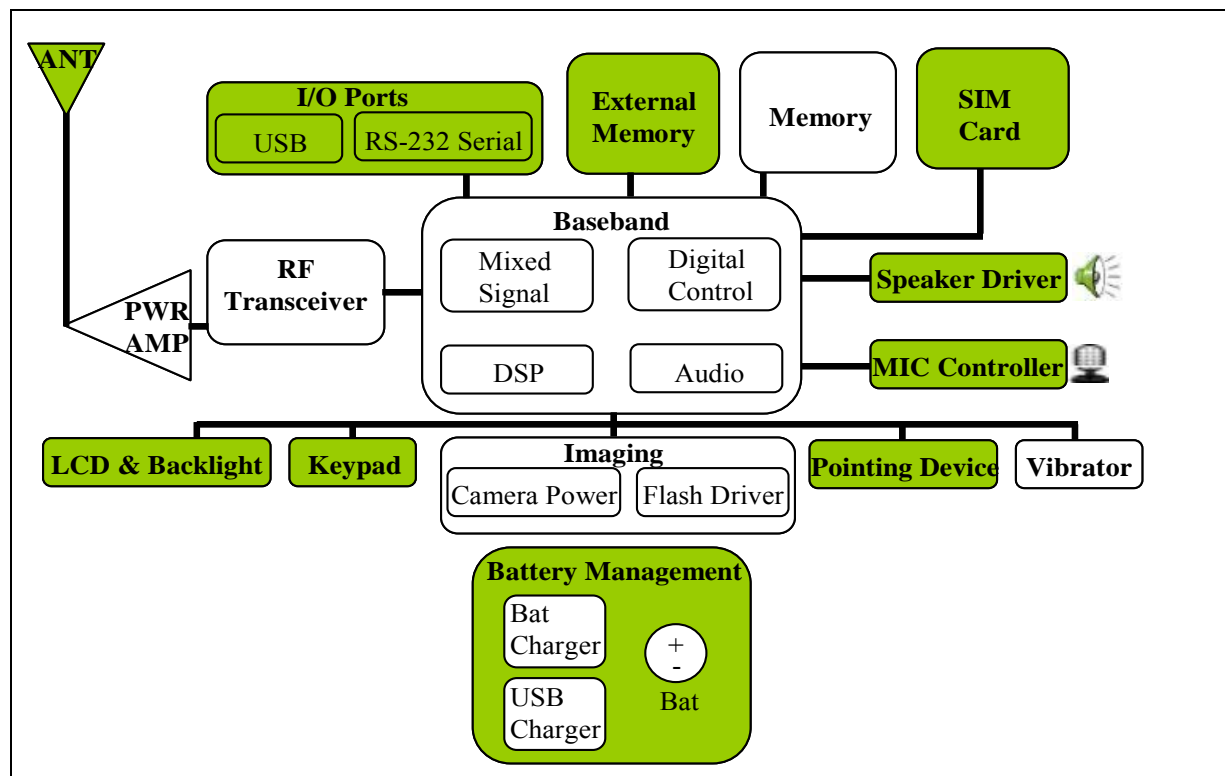 ANT
I/O Ports
USB
RS-232 Serial
External
Memory
Memory
SIM
Card
Baseband
Mixed
Signal
Digital
Control
DSP
Audio
RF
Transceiver
PWR
AMP
Speaker Driver
MIC Controller
LCD & Backlight
Keypad
Imaging
Camera Power
Flash Driver
Pointing Device
Vibrator
Battery Management
Bat
Charger
+
-
Bat
USB
Charger